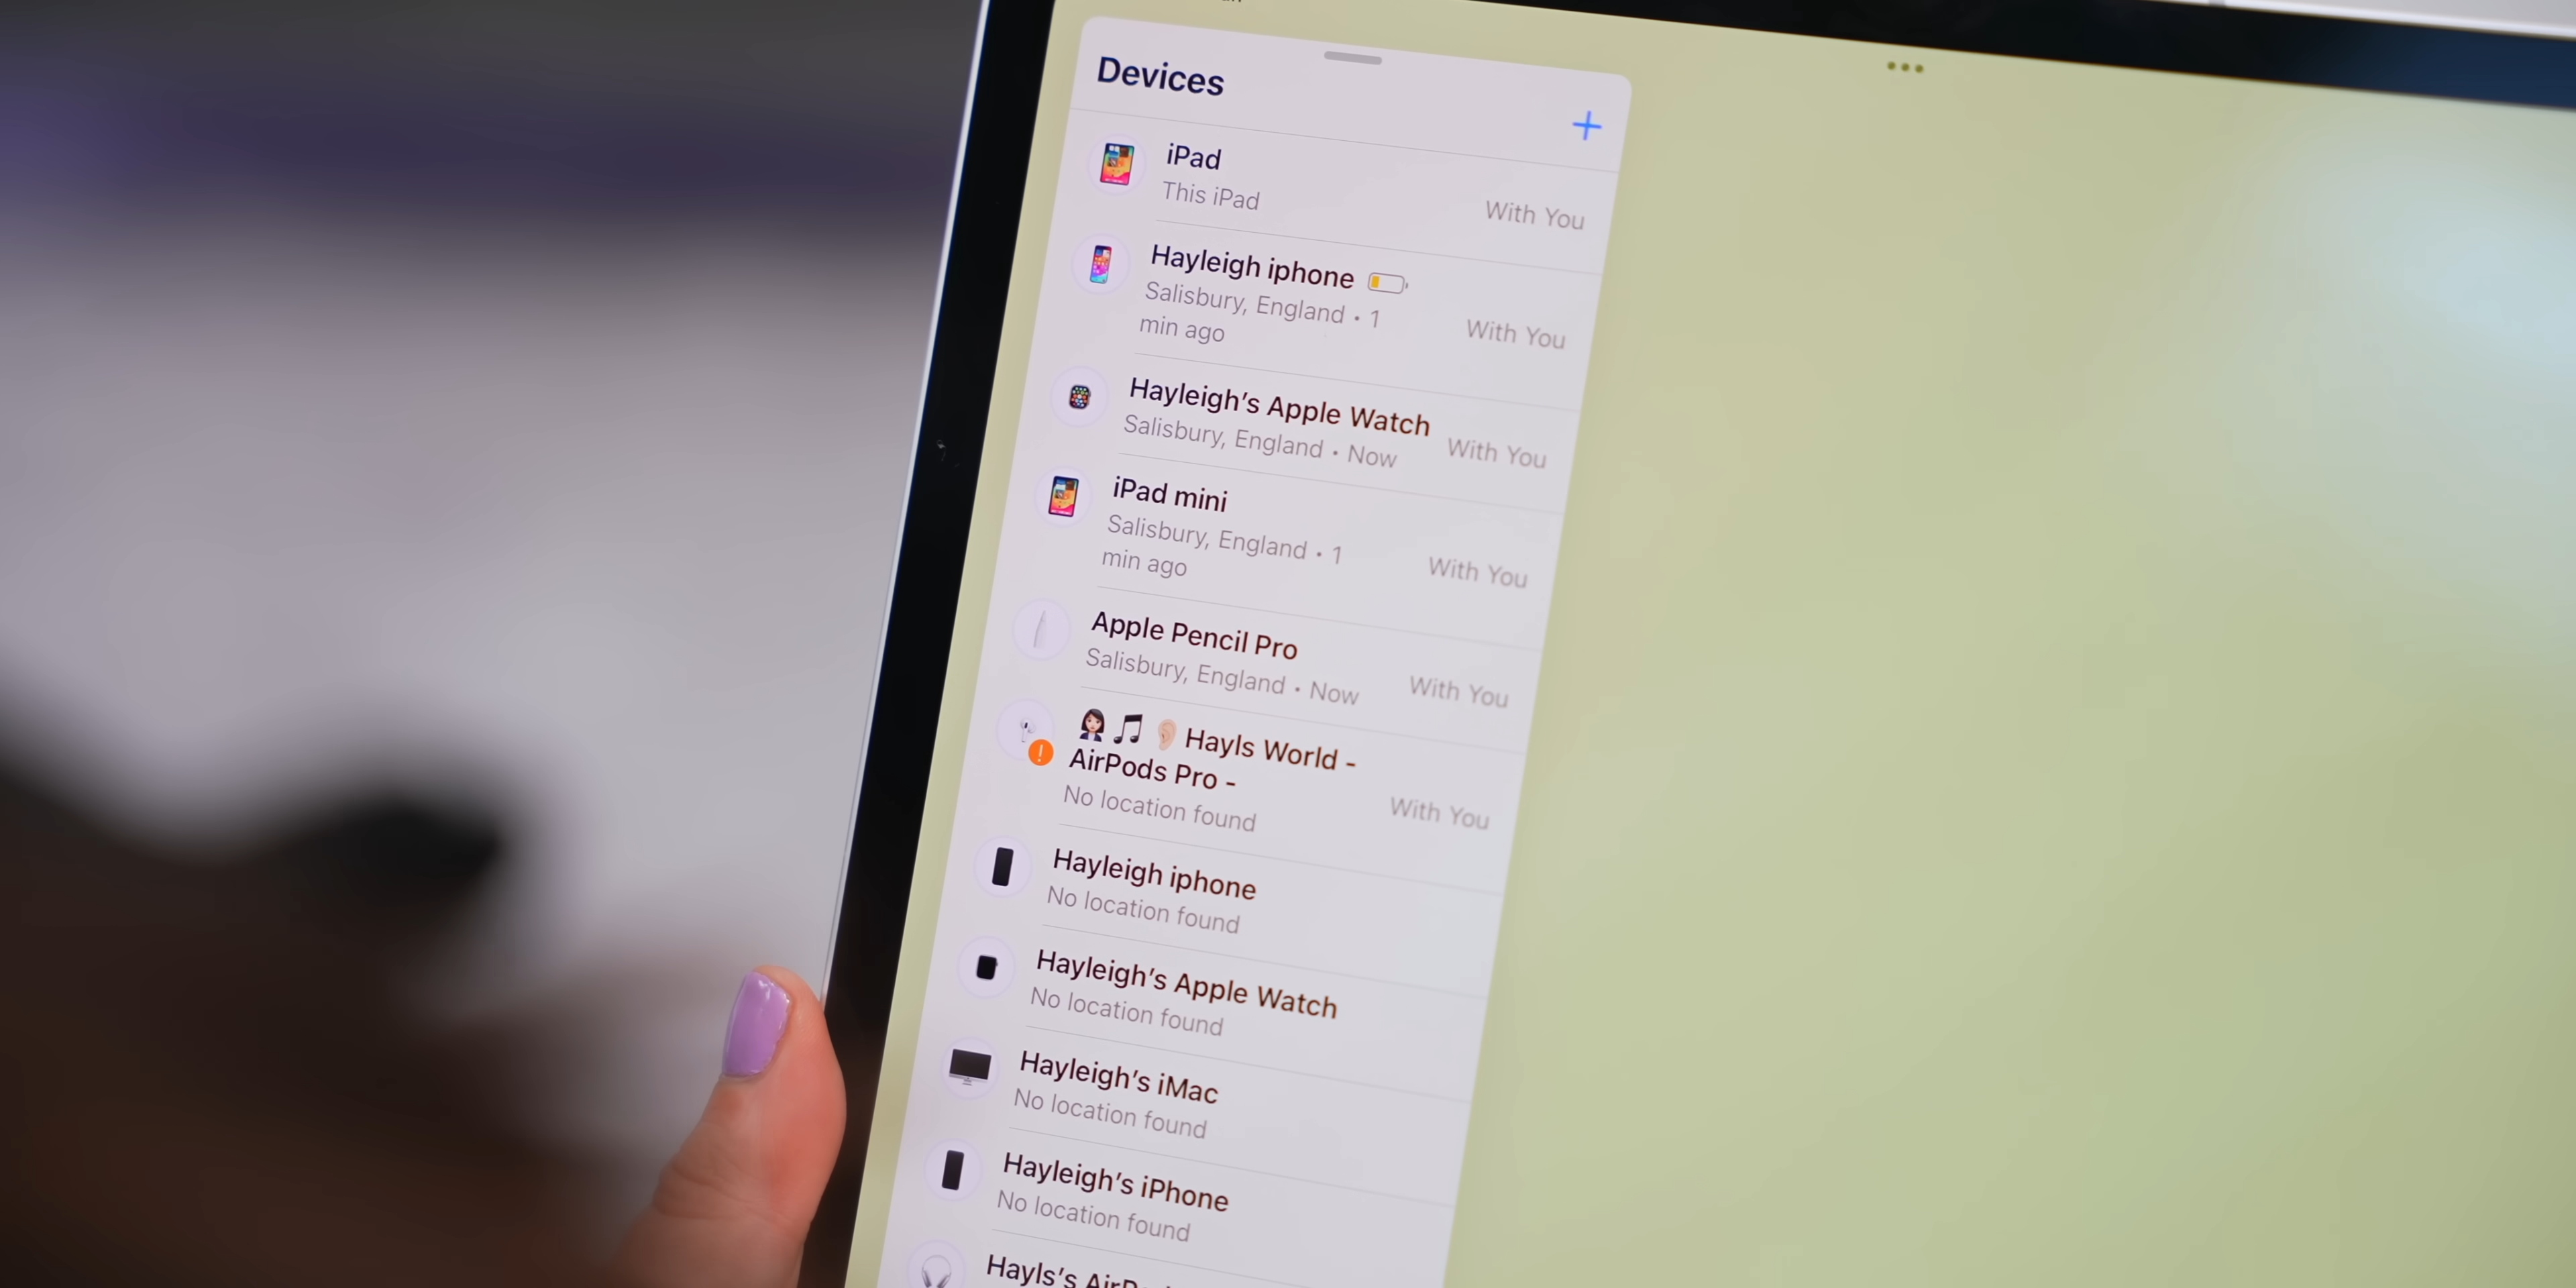 Devices
iPad
This iPad
With You
Hayleigh iphone
Salisbury, England • 1
min ago
With You
Hayleigh’s Apple Watch
Salisbury, England • Now
With You
iPad mini
Salisbury, England • 1
min ago
With You
Apple Pencil Pro
Salisbury, England • Now
With You
Hayls World -
AirPods Pro -
No location found
With You
Hayleigh iphone
No location found
Hayleigh’s Apple Watch
No location found
Hayleigh’s iMac
No location found
Hayleigh’s iPhone
No location found
Hayls’s